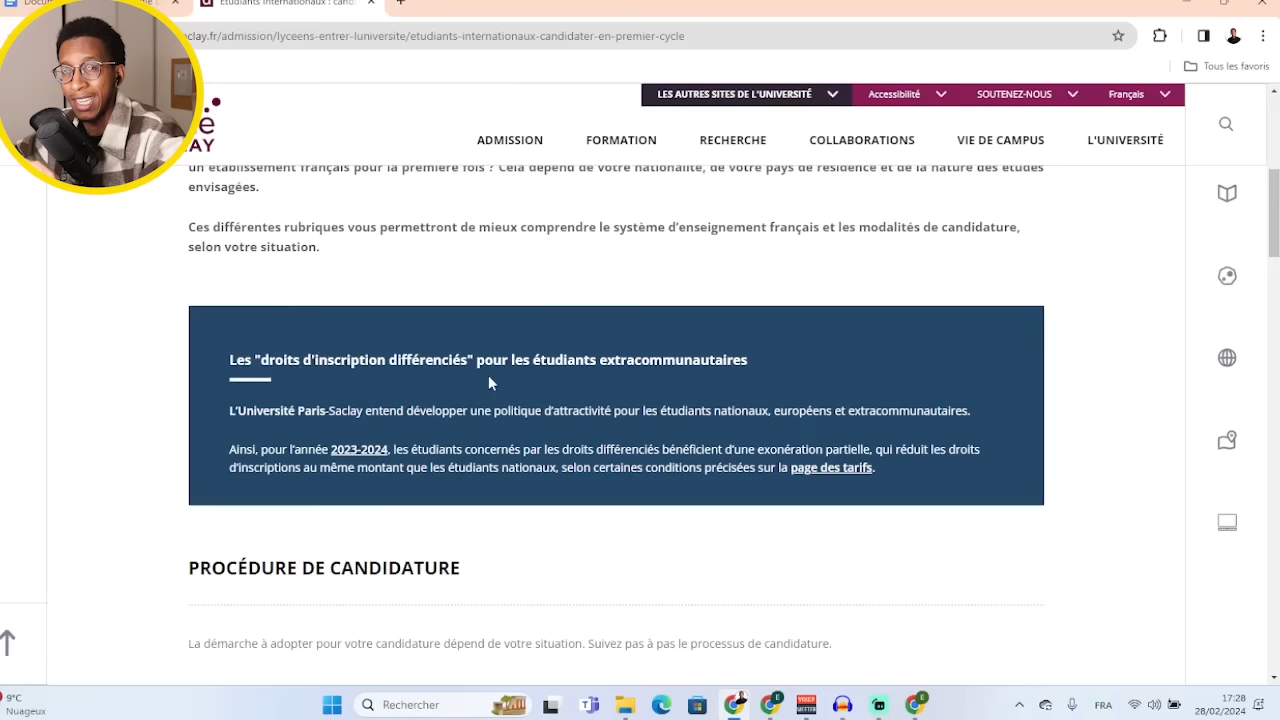 Etudiants internationaux : cand
clay.fr/admission/lyceens-entrer-luniversite/etudiants-internationaux-candidater-en-premier-cycle
Tous les favoris
LES AUTRES SITES DE L'UNIVERSITÉ
Accessibilité
SOUTENEZ-NOUS
Français
AY
ADMISSION
FORMATION
RECHERCHE
COLLABORATIONS
VIE DE CAMPUS
L'UNIVERSITÉ
un établissement français pour la première fois ? Cela dépend de votre nationalité, de votre pays de résidence et de la nature des études
envisagées.
Ces différentes rubriques vous permettront de mieux comprendre le système d'enseignement français et les modalités de candidature,
selon votre situation.
Les "droits d'inscription différenciés" pour les étudiants extracommunautaires
L'Université Paris-Saclay entend développer une politique d'attractivité pour les étudiants nationaux, européens et extracommunautaires.
Ainsi, pour l'année 2023-2024, les étudiants concernés par les droits différenciés bénéficient d'une exonération partielle, qui réduit les droits
d'inscriptions au même montant que les étudiants nationaux, selon certaines conditions précisées sur la page des tarifs.
PROCÉDURE DE CANDIDATURE
La démarche à adopter pour votre candidature dépend de votre situation. Suivez pas à pas le processus de candidature.
9°C
Nuageux
Rechercher
FRE
17:28
28/02/2024